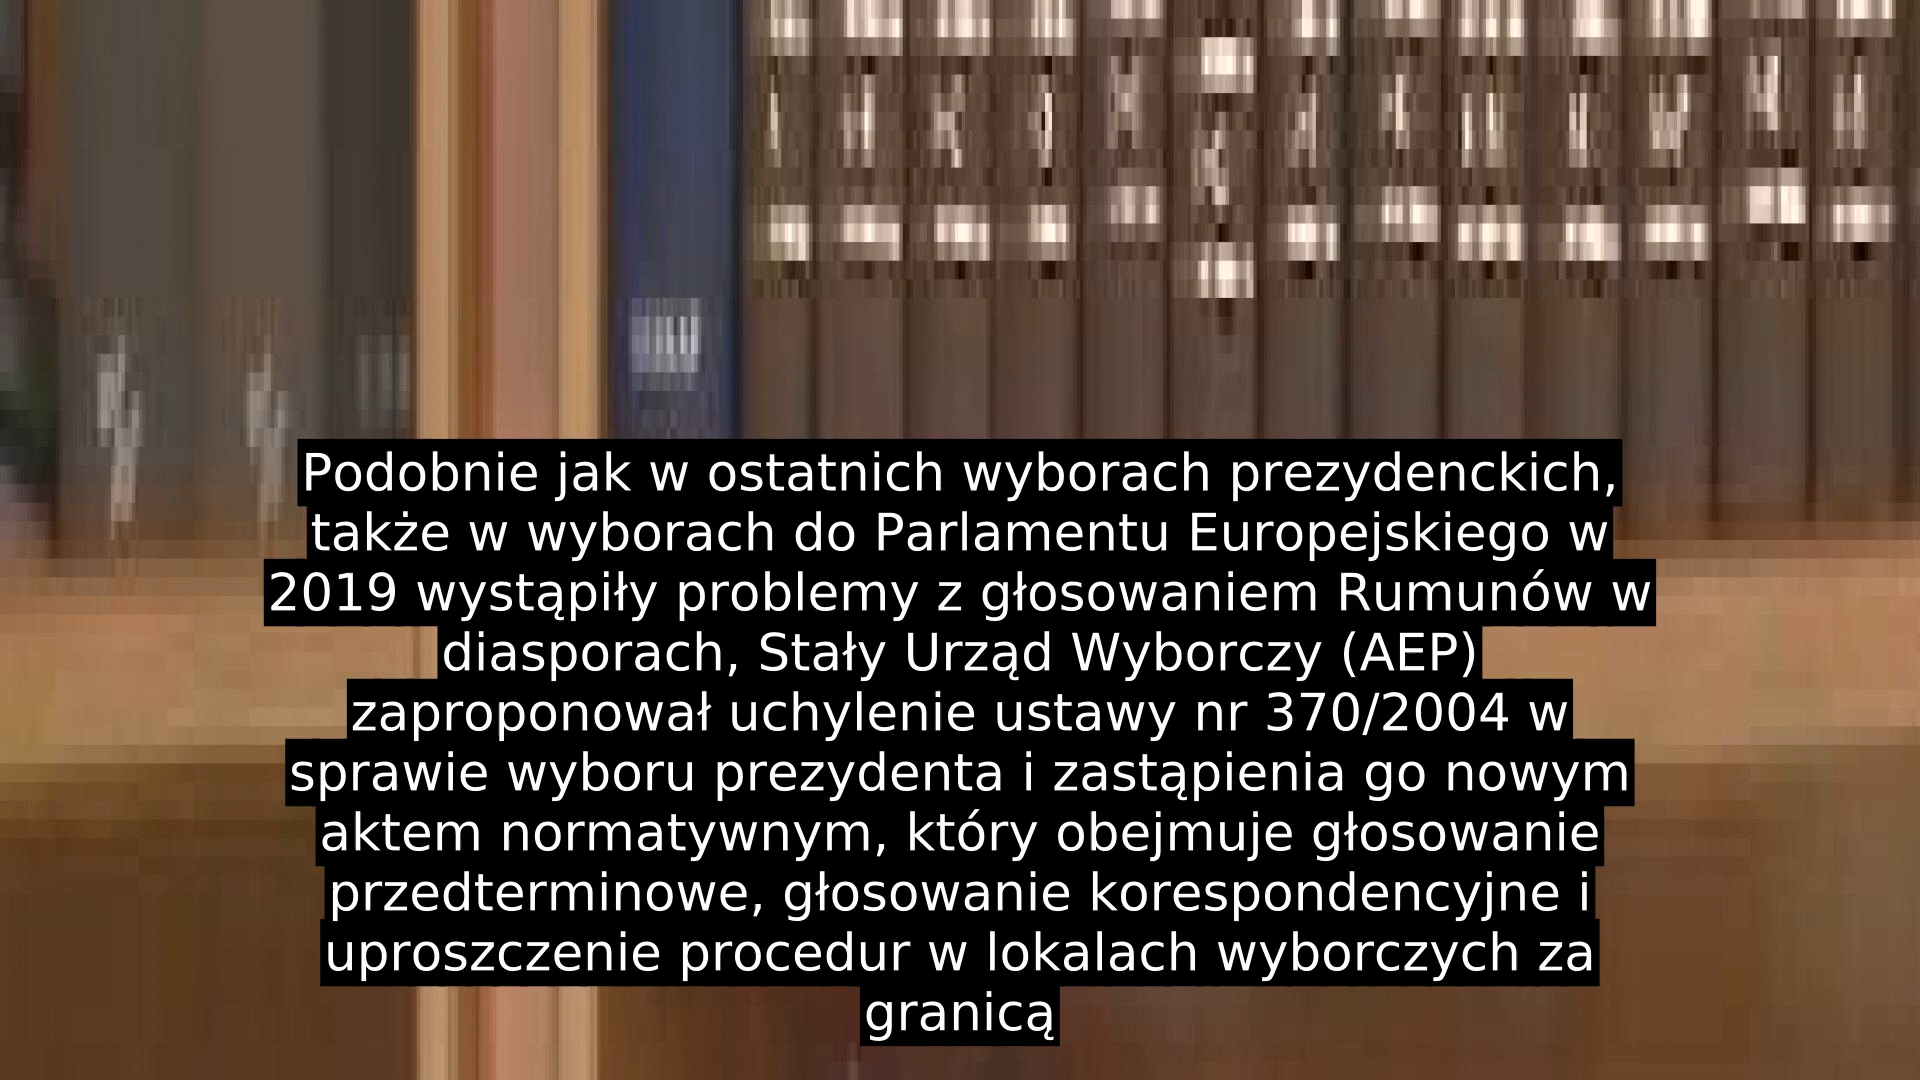 Podobnie jak w ostatnich wyborach prezydenckich,
także w wyborach do Parlamentu Europejskiego w
2019 wystąpiły problemy z głosowaniem Rumunów w
diasporach, Stały Urząd Wyborczy (AEP)
zaproponował uchylenie ustawy nr 370/2004 w
sprawie wyboru prezydenta i zastąpienia go nowym
aktem normatywnym, który obejmuje głosowanie
przedterminowe, głosowanie korespondencyjne i
uproszczenie procedur w lokalach wyborczych za
granicą